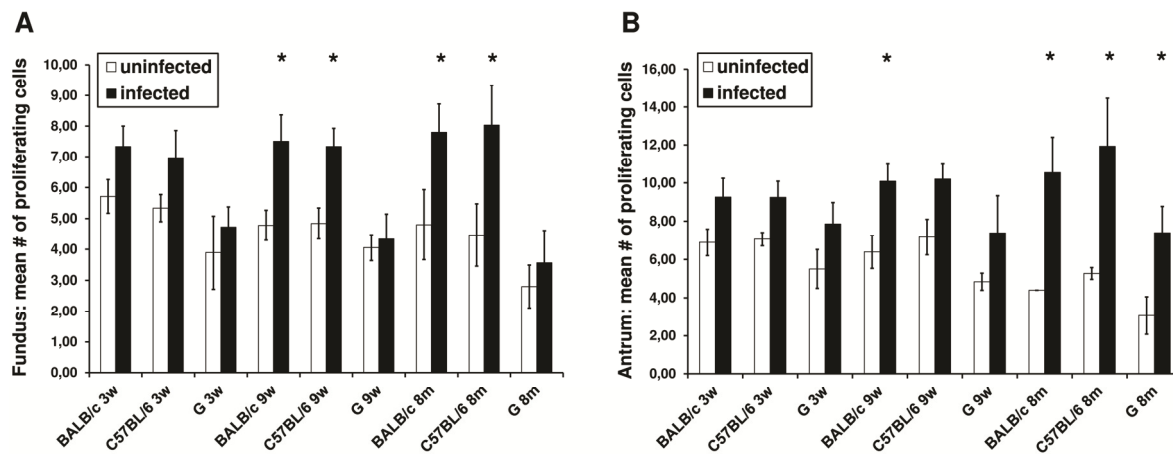 A
Fundus: mean # of proliferating cells
10,00
9,00
8,00
7,00
6,00
5,00
4,00
3,00
2,00
1,00
0,00
uninfected
infected
* * * *
BALB/c 3w
C57BL/6 3w
G 3w
BALB/c 9w
C57BL/6 9w
G 9w
BALB/c 8m
C57BL/6 8m
G 8m
B
Antrum: mean # of proliferating cells
16,00
14,00
12,00
10,00
8,00
6,00
4,00
2,00
0,00
uninfected
infected
* * * *
BALB/c 3w
C57BL/6 3w
G 3w
BALB/c 9w
C57BL/6 9w
G 9w
BALB/c 8m
C57BL/6 8m
G 8m